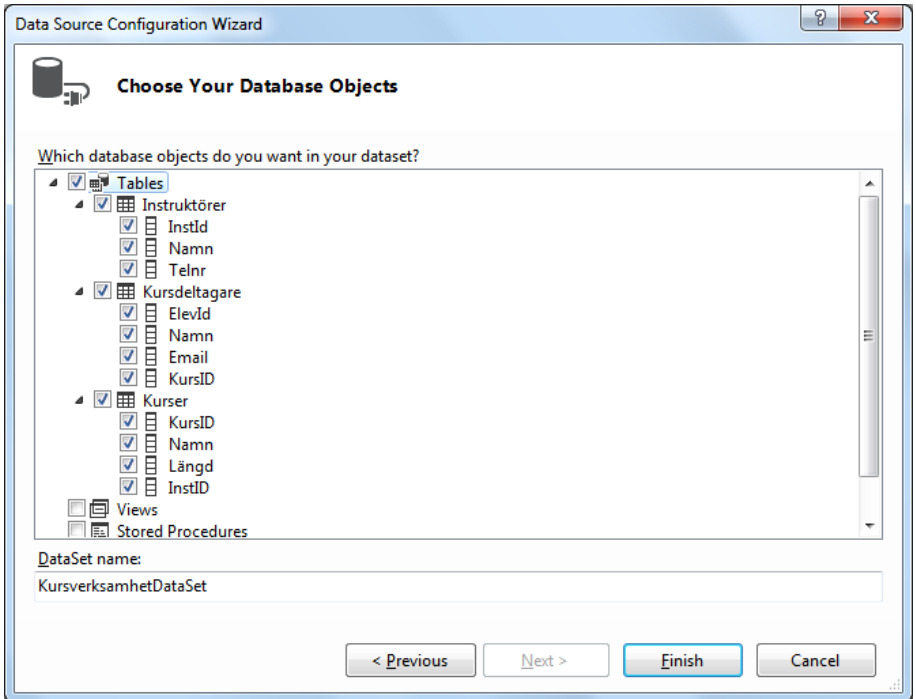 Data Source Configuration Wizard
Choose Your Database Objects
Which database objects do you want in your dataset?
Tables
Instruktörer
InstId
Namn
Telnr
Kursdeltagare
ElevId
Namn
Email
KursID
Kurser
KursID
Namn
Längd
InstID
Views
Stored Procedures
DataSet name:
KursverksamhetDataSet
< Previous Next > Finish Cancel